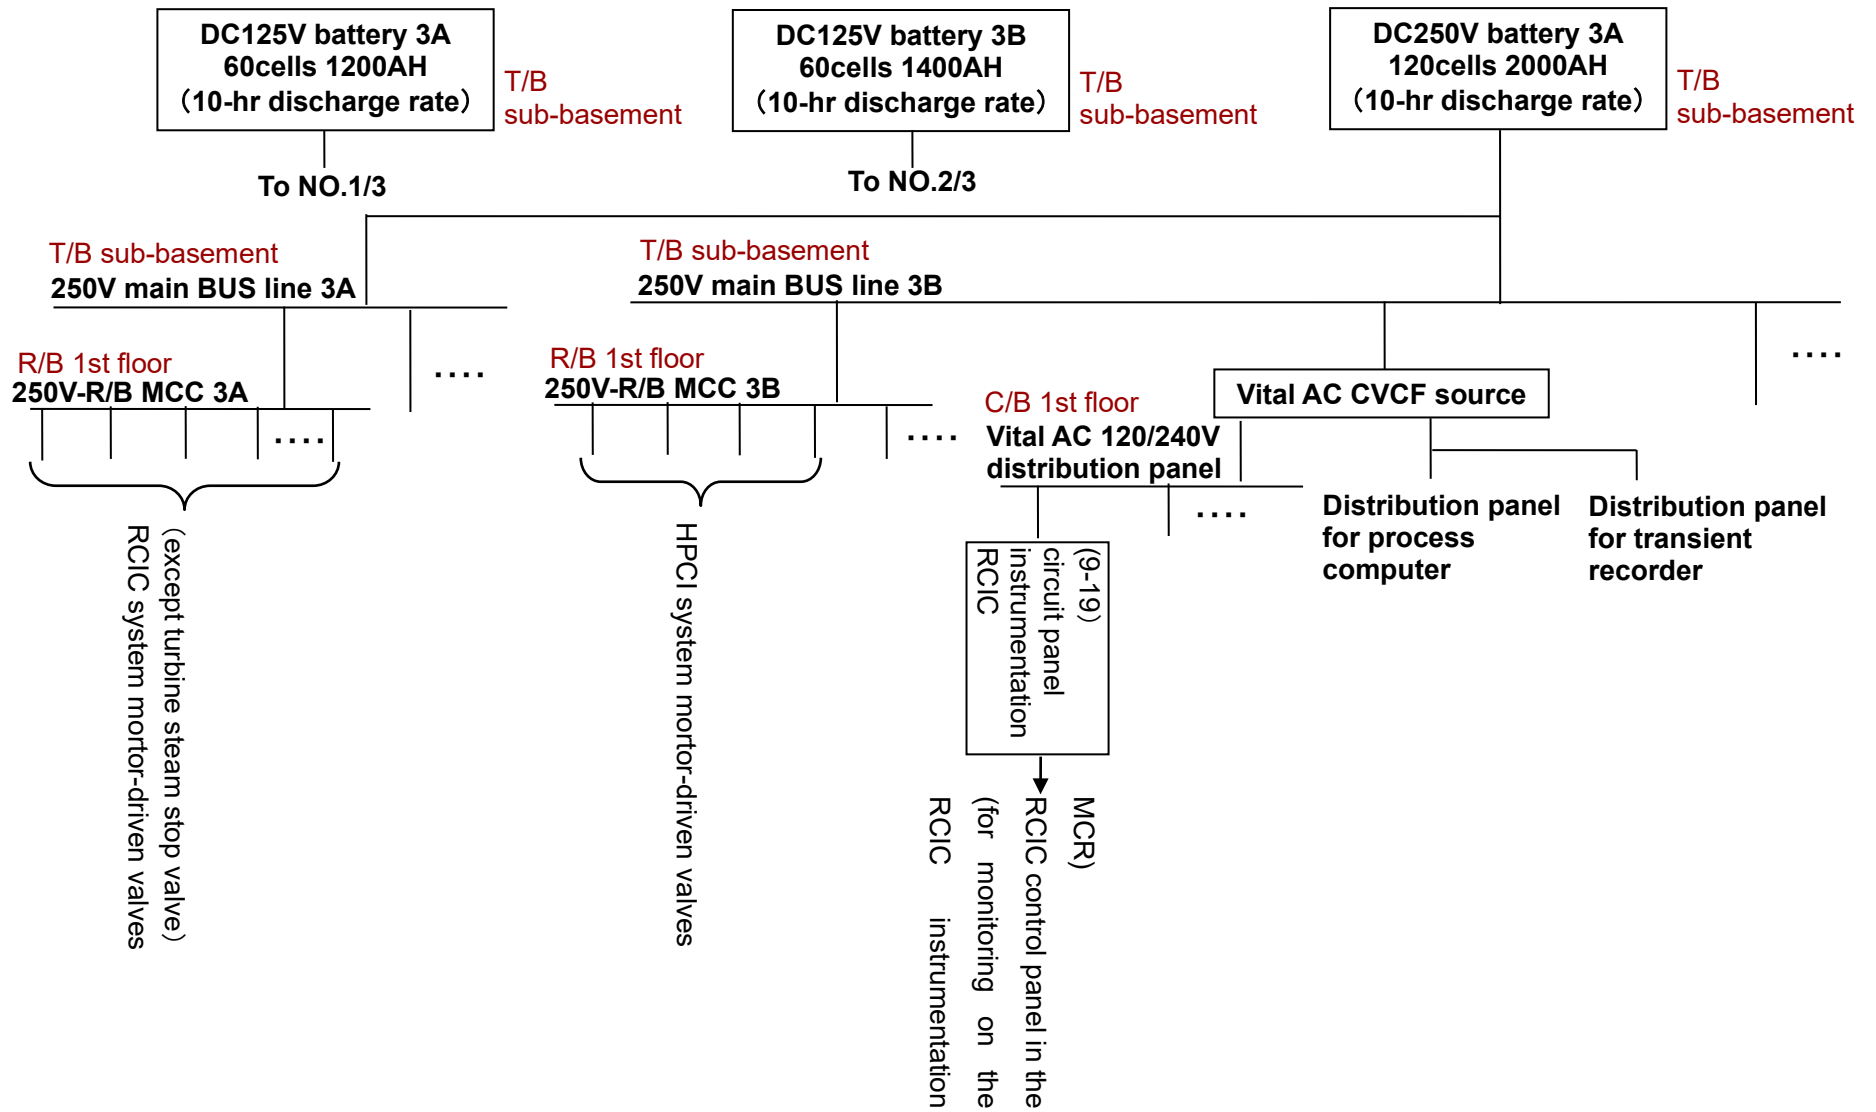 DC125V battery 3A
60cells 1200AH
（10-hr discharge rate）
T/B
sub-basement
DC125V battery 3B
60cells 1400AH
（10-hr discharge rate）
T/B
sub-basement
DC250V battery 3A
120cells 2000AH
（10-hr discharge rate）
T/B
sub-basement
To NO.1/3
To NO.2/3
T/B sub-basement
250V main BUS line 3A
T/B sub-basement
250V main BUS line 3B
R/B 1st floor
250V-R/B MCC 3A
....
....
R/B 1st floor
250V-R/B MCC 3B
....
C/B 1st floor
Vital AC 120/240V
distribution panel
....
Vital AC CVCF source
....
Distribution panel
for process
computer
Distribution panel
for transient
recorder
RCIC system mortor-driven valves
(except turbine steam stop valve）
HPCI system mortor-driven valves
RCIC
instrumentation
circuit panel
(9-19）
RCIC instrumentation
(for monitoring on the
RCIC control panel in the
MCR)